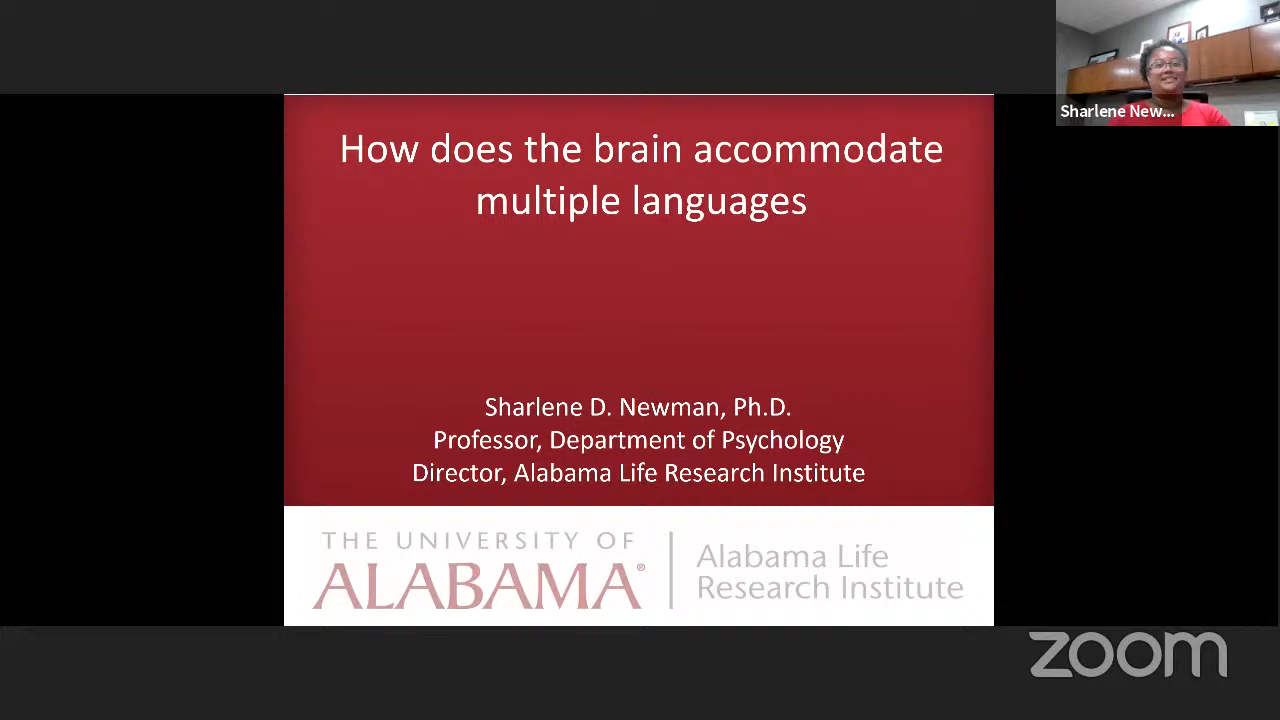 Sharlene New...
How does the brain accommodate
multiple languages
Sharlene D. Newman, Ph.D.
Professor, Department of Psychology
Director, Alabama Life Research Institute
THE UNIVERSITY OF
ALABAMA®
Alabama Life
Research Institute
zoom